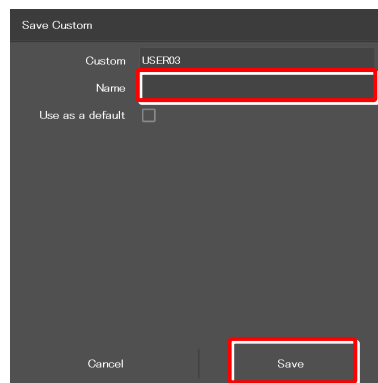 Save Custom
Custom USER03
Name
Use as a default
Cancel Save